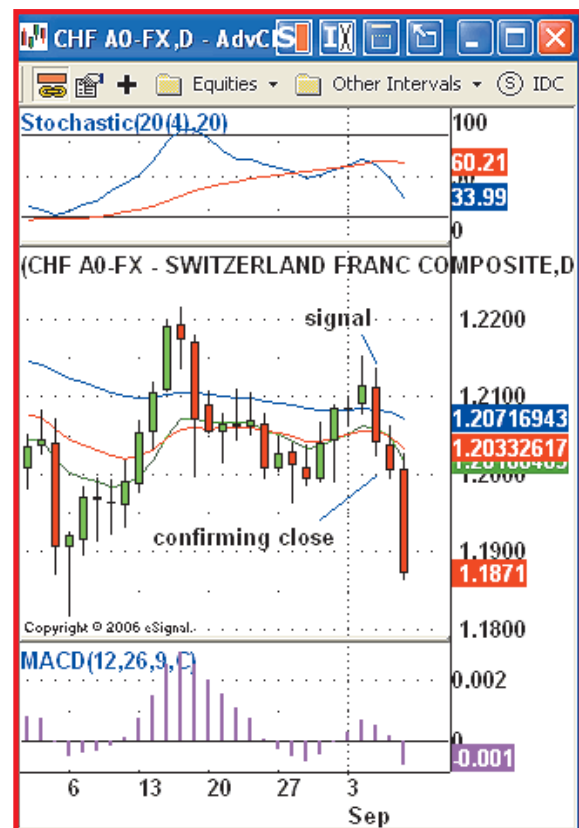 CHF A0-FX,D - AdvC
Equities Other Intervals S IDC
Stochastic(20(4),20)
100
60.21
33.99
0
(CHF A0-FX - SWITZERLAND FRANC COMPOSITE,D
signal
1.2200
1.2100
1.20716943
1.20332617
1.2000
confirming close
1.1900
1.1871
Copyright © 2006 eSignal.
1.1800
MACD(12,26,9,C)
0.002
0
-0.001
6 13 20 27 3
Sep